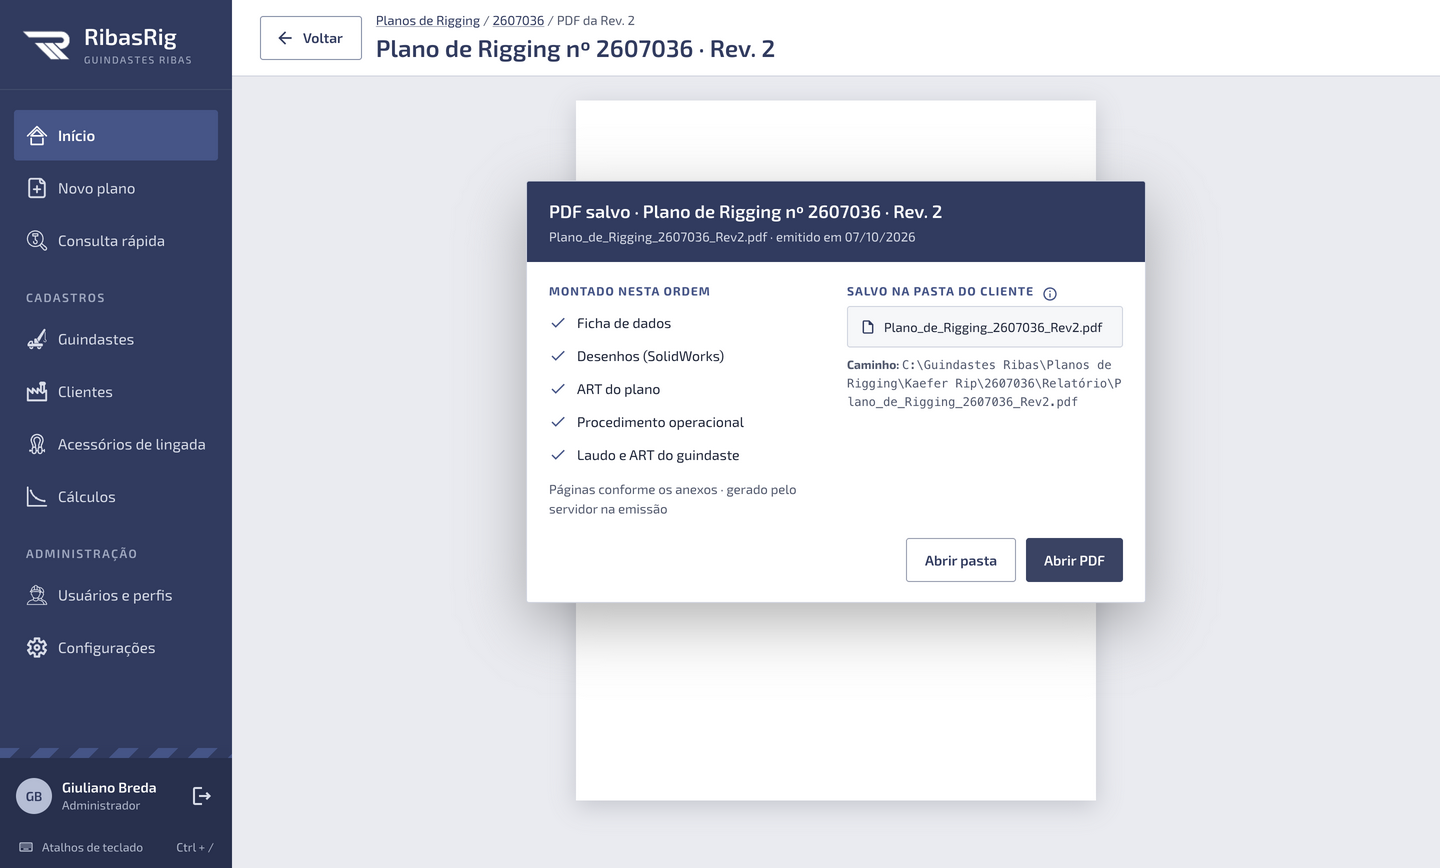 RibasRig
GUINDASTES RIBAS
Início
Novo plano
Consulta rápida
CADASTROS
Guindastes
Clientes
Acessórios de lingada
Cálculos
ADMINISTRAÇÃO
Usuários e perfis
Configurações
GB
Giuliano Breda
Administrador
Atalhos de teclado Ctrl + /
Voltar
Planos de Rigging / 2607036 / PDF da Rev. 2
Plano de Rigging nº 2607036 · Rev. 2
PDF salvo · Plano de Rigging nº 2607036 · Rev. 2
Plano_de_Rigging_2607036_Rev2.pdf · emitido em 07/10/2026
MONTADO NESTA ORDEM
Ficha de dados
Desenhos (SolidWorks)
ART do plano
Procedimento operacional
Laudo e ART do guindaste
Páginas conforme os anexos · gerado pelo
servidor na emissão
SALVO NA PASTA DO CLIENTE
Plano_de_Rigging_2607036_Rev2.pdf
Caminho: C:\Guindastes Ribas\Planos de
Rigging\Kaefer Rip\2607036\Relatório\P
lano_de_Rigging_2607036_Rev2.pdf
Abrir pasta
Abrir PDF